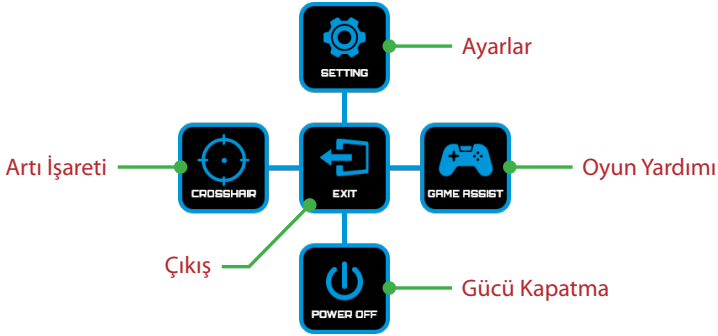 SETTING
Ayarlar
Artı İşareti
CROSSHAIR
EXIT
GAME ASSIST
Oyun Yardımı
Çıkış
POWER OFF
Gücü Kapatma